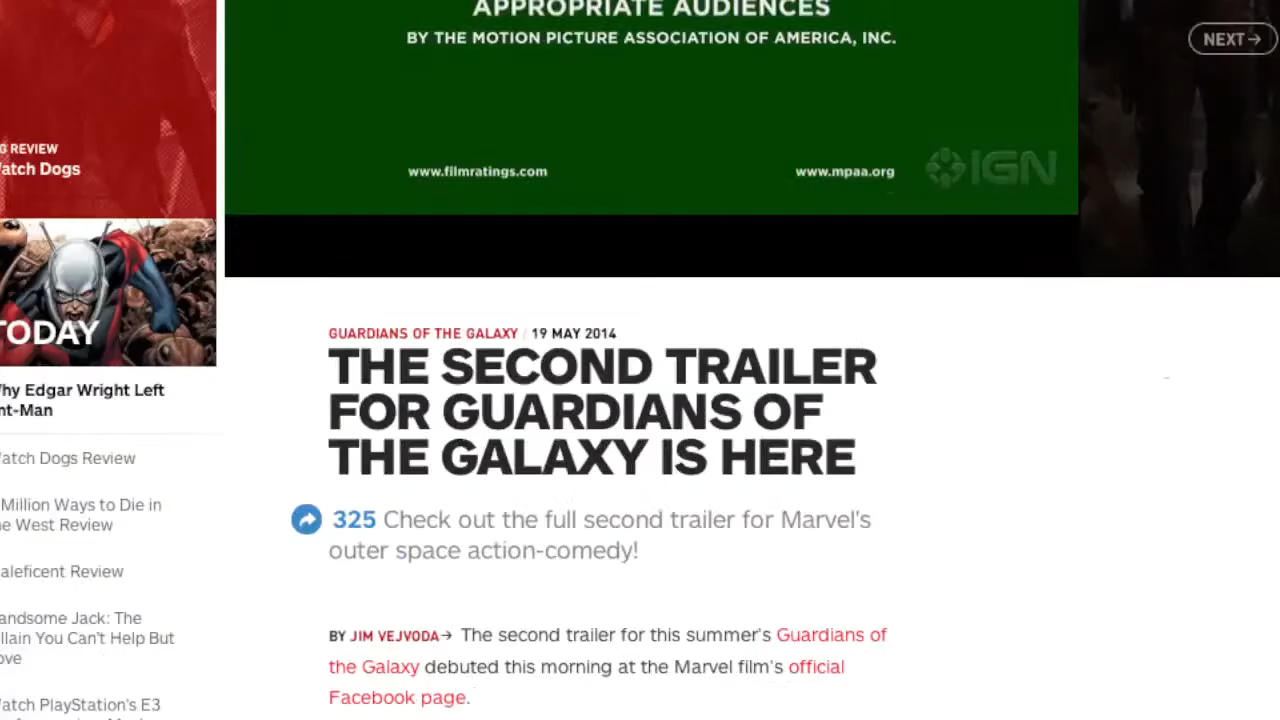 APPROPRIATE AUDIENCES
BY THE MOTION PICTURE ASSOCIATION OF AMERICA, INC.
NEXT→
www.filmratings.com
www.mpaa.org
IGN
G REVIEW
atch Dogs
TODAY
hy Edgar Wright Left
nt-Man
atch Dogs Review
Million Ways to Die in
e West Review
aleficent Review
andsome Jack: The
llain You Can't Help But
ove
atch PlayStation's E3
GUARDIANS OF THE GALAXY / 19 MAY 2014
THE SECOND TRAILER
FOR GUARDIANS OF
THE GALAXY IS HERE
325 Check out the full second trailer for Marvel's
outer space action-comedy!
BY JIM VEJVODA→ The second trailer for this summer's Guardians of
the Galaxy debuted this morning at the Marvel film's official
Facebook page.